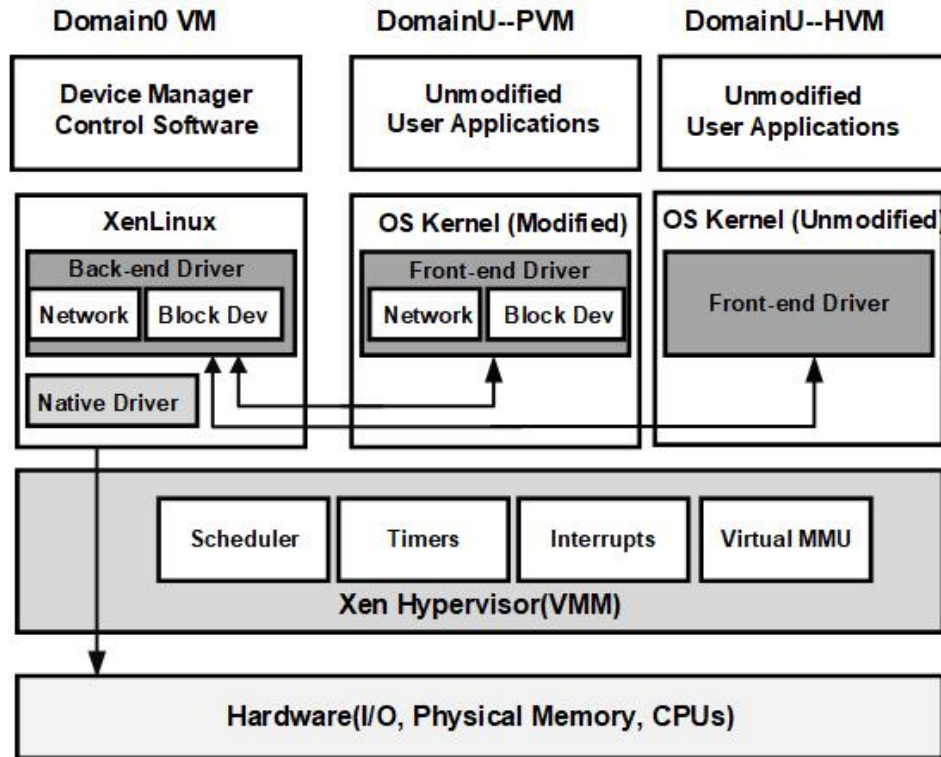 Domain0 VM
DomainU--PVM
DomainU--HVM
Device Manager
Control Software
Unmodified
User Applications
Unmodified
User Applications
XenLinux
Back-end Driver
Network
Block Dev
Native Driver
OS Kernel (Modified)
Front-end Driver
Network
Block Dev
OS Kernel (Unmodified)
Front-end Driver
Scheduler
Timers
Interrupts
Virtual MMU
Xen Hypervisor(VMM)
Hardware(I/O, Physical Memory, CPUs)